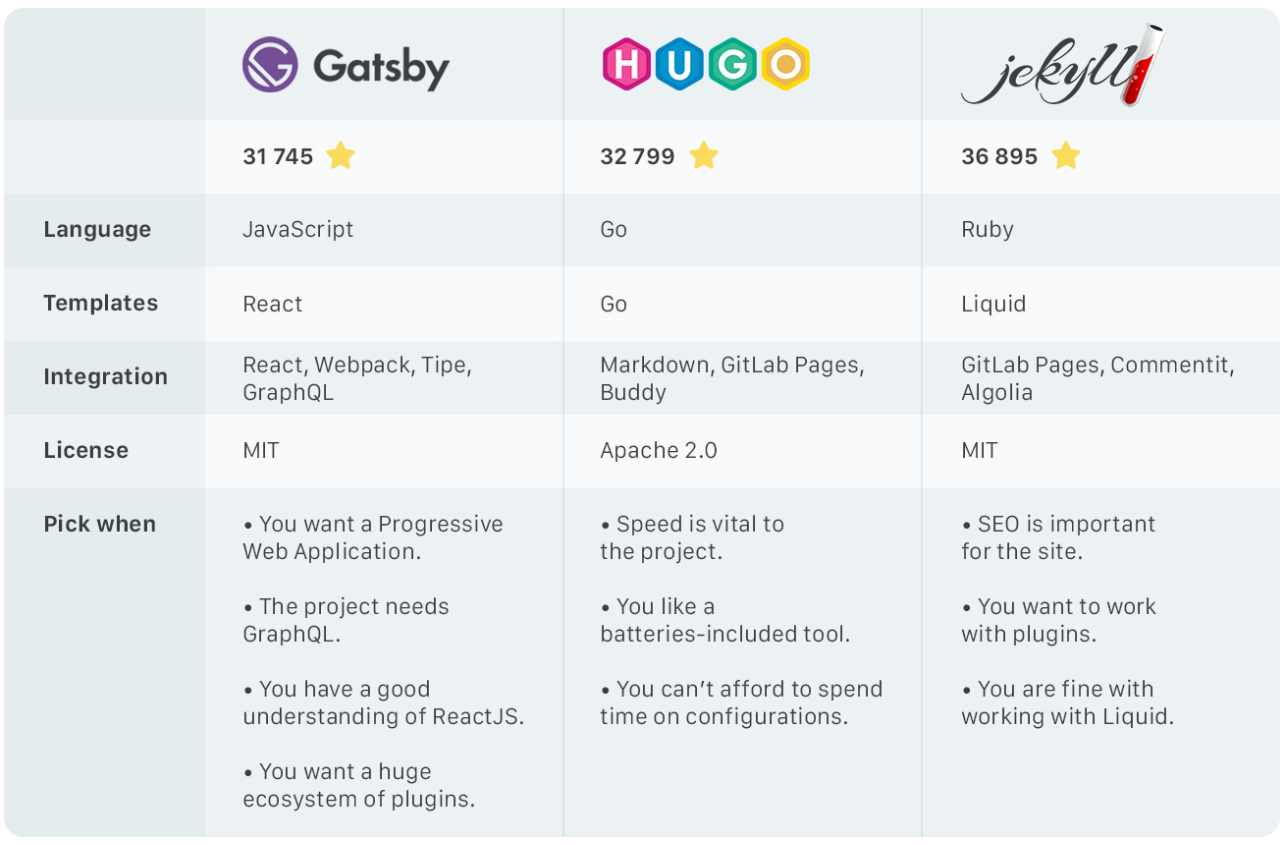 Gatsby HUGO jekyll
31 745 32 799 36 895
Language JavaScript Go Ruby
Templates React Go Liquid
Integration React, Webpack, Tipe, Markdown, GitLab Pages, GitLab Pages, Commentit,
GraphQL Buddy Algolia
License MIT Apache 2.0 MIT
Pick when • You want a Progressive • Speed is vital to • SEO is important
Web Application. the project. for the site.
• The project needs • You like a • You want to work
GraphQL. batteries-included tool. with plugins.
• You have a good • You can’t afford to spend • You are fine with
understanding of ReactJS. time on configurations. working with Liquid.
• You want a huge
ecosystem of plugins.